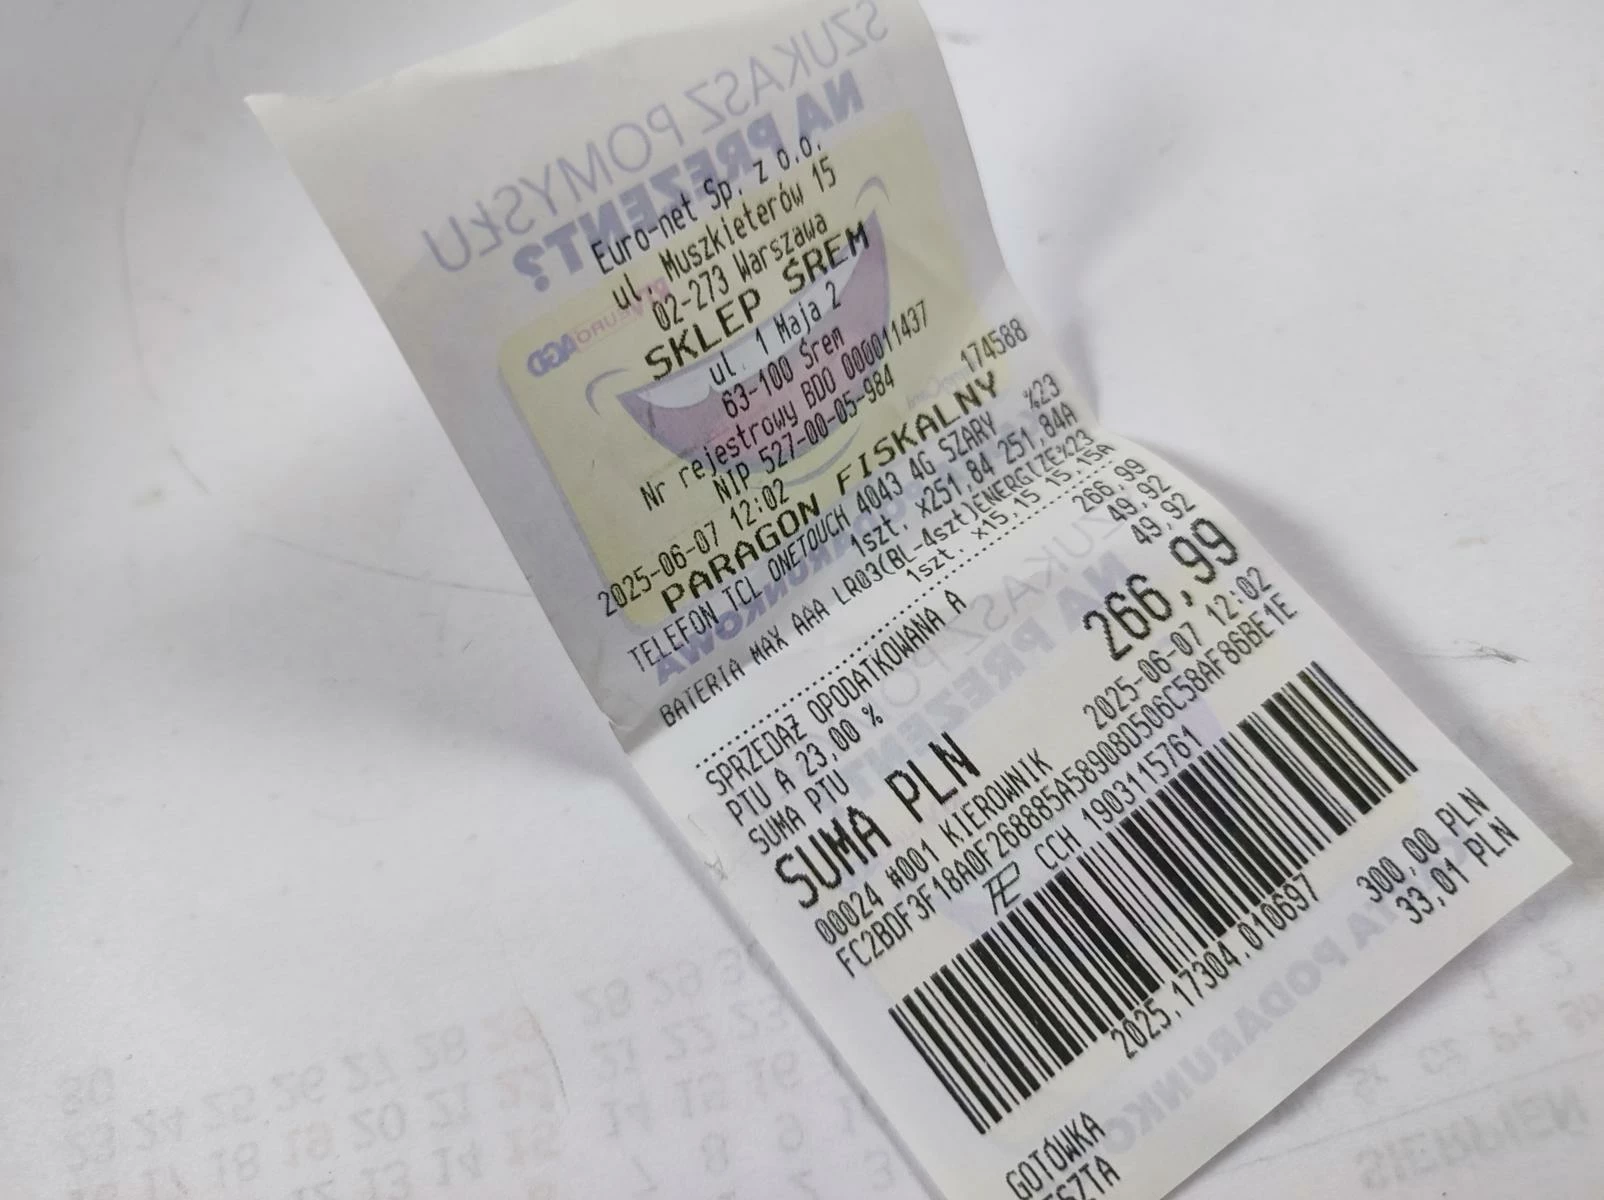 Euro-net Sp. z o.o.
ul. Muszkieterów 15
02-273 Warszawa
SKLEP ŚREM
ul. 1 Maja 2
63-100 Śrem
Nr rejestrowy BDO 000011437
NIP 527-00-05-984
2025-06-07 12:02 174588
PARAGON FISKALNY
TELEFON TCL ONETOUCH 4043 4G SZARY %23
1szt. x251,84 251,84A
BATERIA MAX AAA LR03(BL-4szt)ENERGIZE%23
1szt. x15,15 15,15A
SPRZEDAŻ OPODATKOWANA A 266,99
PTU A 23,00 % 49,92
SUMA PTU 49,92
SUMA PLN 266,99
00024 #001 KIEROWNIK 2025-06-07 12:02
FC2BDF3F18A0F268885A58908D506C58AF86BE1E
CCH 1903115761
2025.17304.010697
GOTÓWKA 300,00 PLN
ESZTA 33,01 PLN
SZUKASZ POMYSŁU
NA PREZENT?